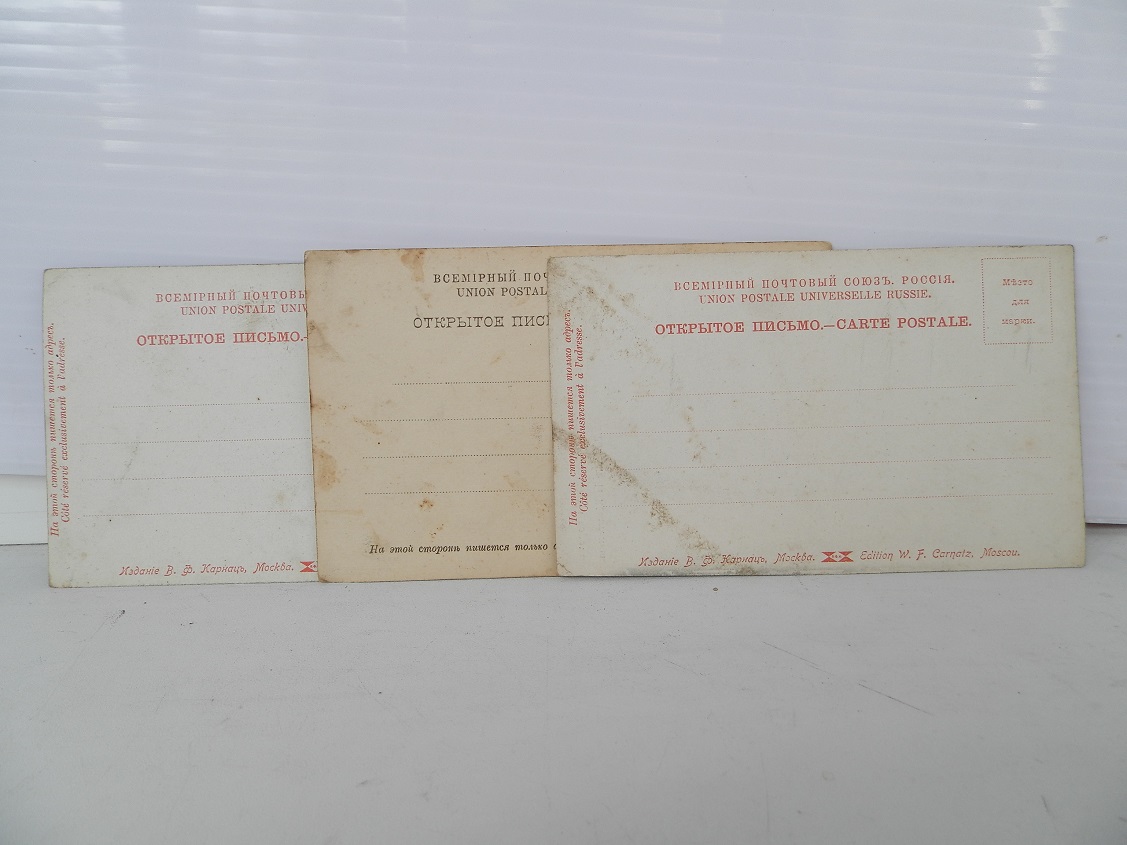 ВСЕМІРНЫЙ ПОЧТОВЫ
UNION POSTALE UNIV
ОТКРЫТОЕ ПИСЬМО.-
На этой сторонѣ пишется только адресъ.
Côté réservé exclusivement à l'adresse.
Изданіе В. Ф. Карнацъ, Москва.
ВСЕМІРНЫЙ ПОЧ
UNION POSTAL
ОТКРЫТОЕ ПИС
На этой сторонѣ пишется только
ВСЕМІРНЫЙ ПОЧТОВЫЙ СОЮЗЪ. РОССІЯ.
UNION POSTALE UNIVERSELLE RUSSIE.
ОТКРЫТОЕ ПИСЬМО.—CARTE POSTALE.
Мѣсто
для
марки.
На этой сторонѣ пишется только адресъ.
Côté réservé exclusivement à l'adresse.
Изданіе В. Ф. Карнацъ, Москва. Edition W. F. Carnatz, Moscou.